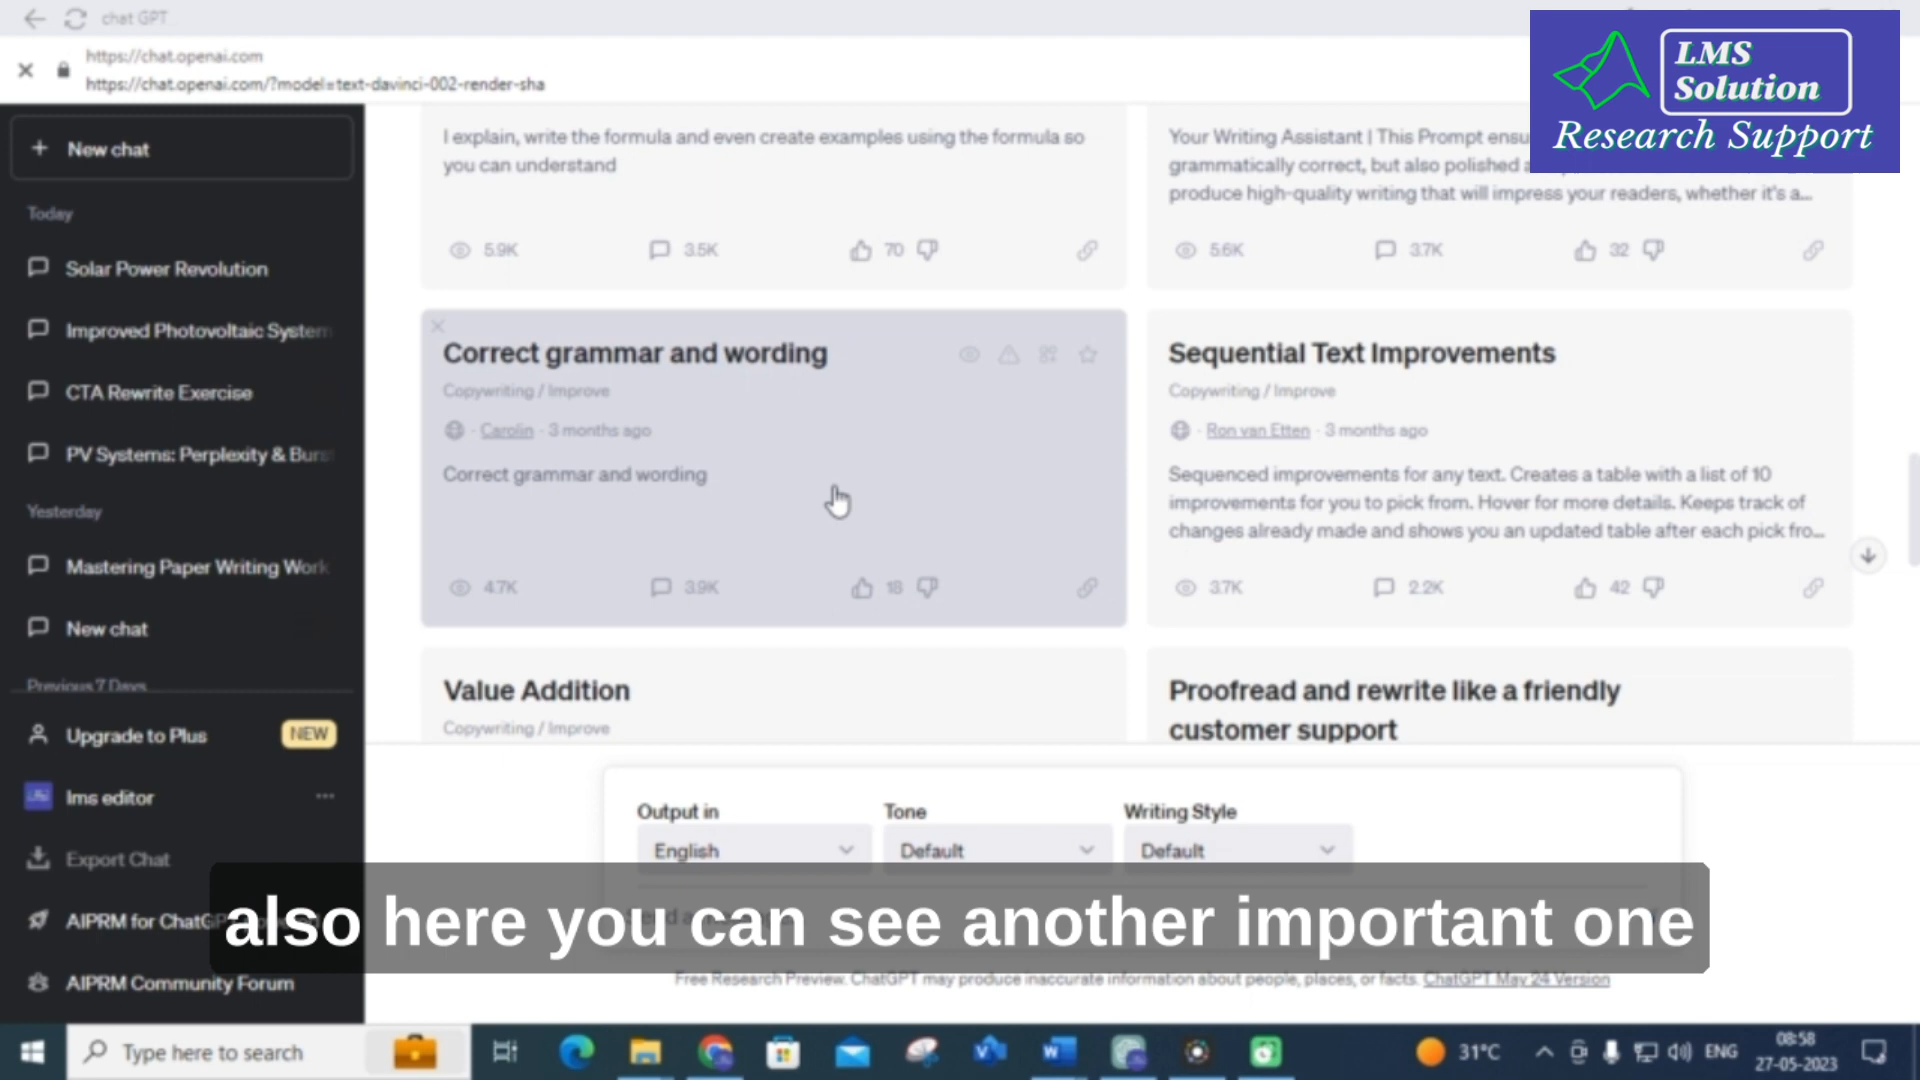 chat GPT
https://chat.openai.com
https://chat.openai.com/?model=text-davinci-002-render-sha
LMS
Solution
Research Support
New chat
Today
Solar Power Revolution
Improved Photovoltaic System
CTA Rewrite Exercise
PV Systems: Perplexity & Burs
Yesterday
Mastering Paper Writing Work
New chat
Previous 7 Days
Upgrade to Plus
NEW
lms editor
Export Chat
AIPRM for ChatG
AIPRM Community Forum
I explain, write the formula and even create examples using the formula so
you can understand
5.9K 3.5K 70
Your Writing Assistant | This Prompt ensu
grammatically correct, but also polished a
produce high-quality writing that will impress your readers, whether it's a...
5.6K 3.7K 32
Correct grammar and wording
Copywriting / Improve
· Carolin · 3 months ago
Correct grammar and wording
4.7K 3.9K 18
Sequential Text Improvements
Copywriting / Improve
· Ron van Etten · 3 months ago
Sequenced improvements for any text. Creates a table with a list of 10
improvements for you to pick from. Hover for more details. Keeps track of
changes already made and shows you an updated table after each pick fro...
3.7K 2.2K 42
Value Addition
Copywriting / Improve
Proofread and rewrite like a friendly
customer support
Output in Tone Writing Style
English Default Default
also here you can see another important one
Free Research Preview. ChatGPT may produce inaccurate information about people, places, or facts. ChatGPT May 24 Version
Type here to search
31°C
ENG
08:58
27-05-2023